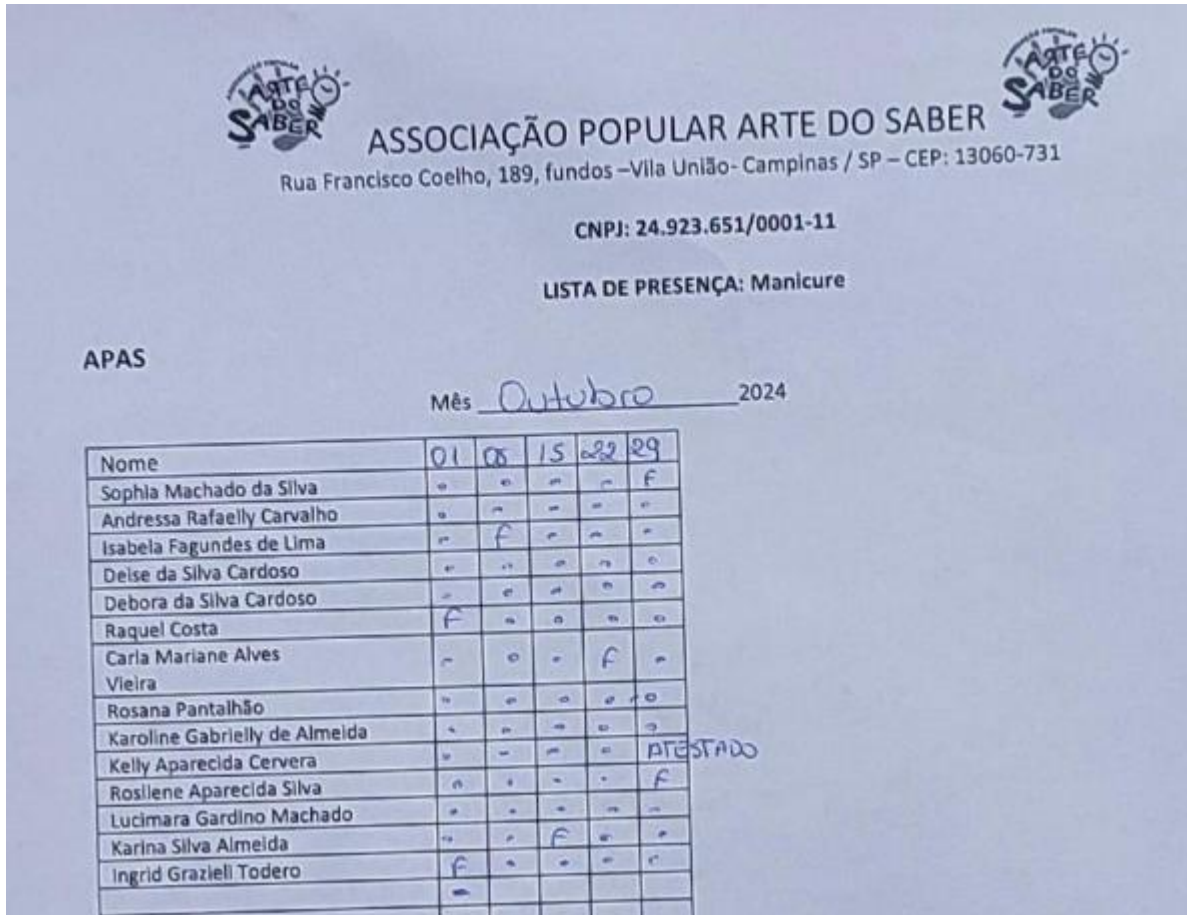 ARTE
DO
SABER
ARTE
DO
SABER
ASSOCIAÇÃO POPULAR ARTE DO SABER
Rua Francisco Coelho, 189, fundos –Vila União- Campinas / SP – CEP: 13060-731
CNPJ: 24.923.651/0001-11
LISTA DE PRESENÇA: Manicure
APAS
Mês Outubro 2024
Nome 01 08 15 22 29
Sophia Machado da Silva • • • • F
Andressa Rafaelly Carvalho • • • • •
Isabela Fagundes de Lima • F • • •
Deise da Silva Cardoso • • • • •
Debora da Silva Cardoso • • • • •
Raquel Costa F • • • •
Carla Mariane Alves
Vieira • • • F •
Rosana Pantalhão • • • • •
Karoline Gabrielly de Almeida • • • • •
Kelly Aparecida Cervera • • • • ATESTADO
Rosilene Aparecida Silva • • • • F
Lucimara Gardino Machado • • • • •
Karina Silva Almeida • • F • •
Ingrid Grazieli Todero F • • • •